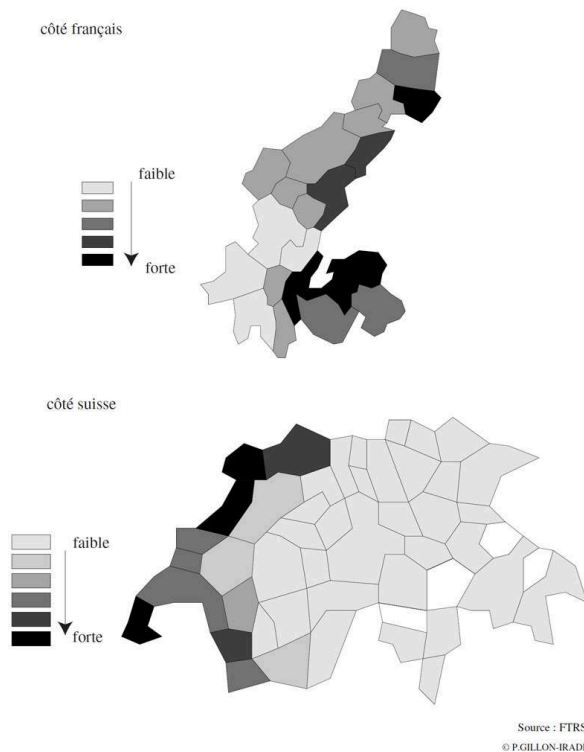 côté français
faible
forte
côté suisse
faible
forte
Source : FTRS
© P.GILLON-IRADE